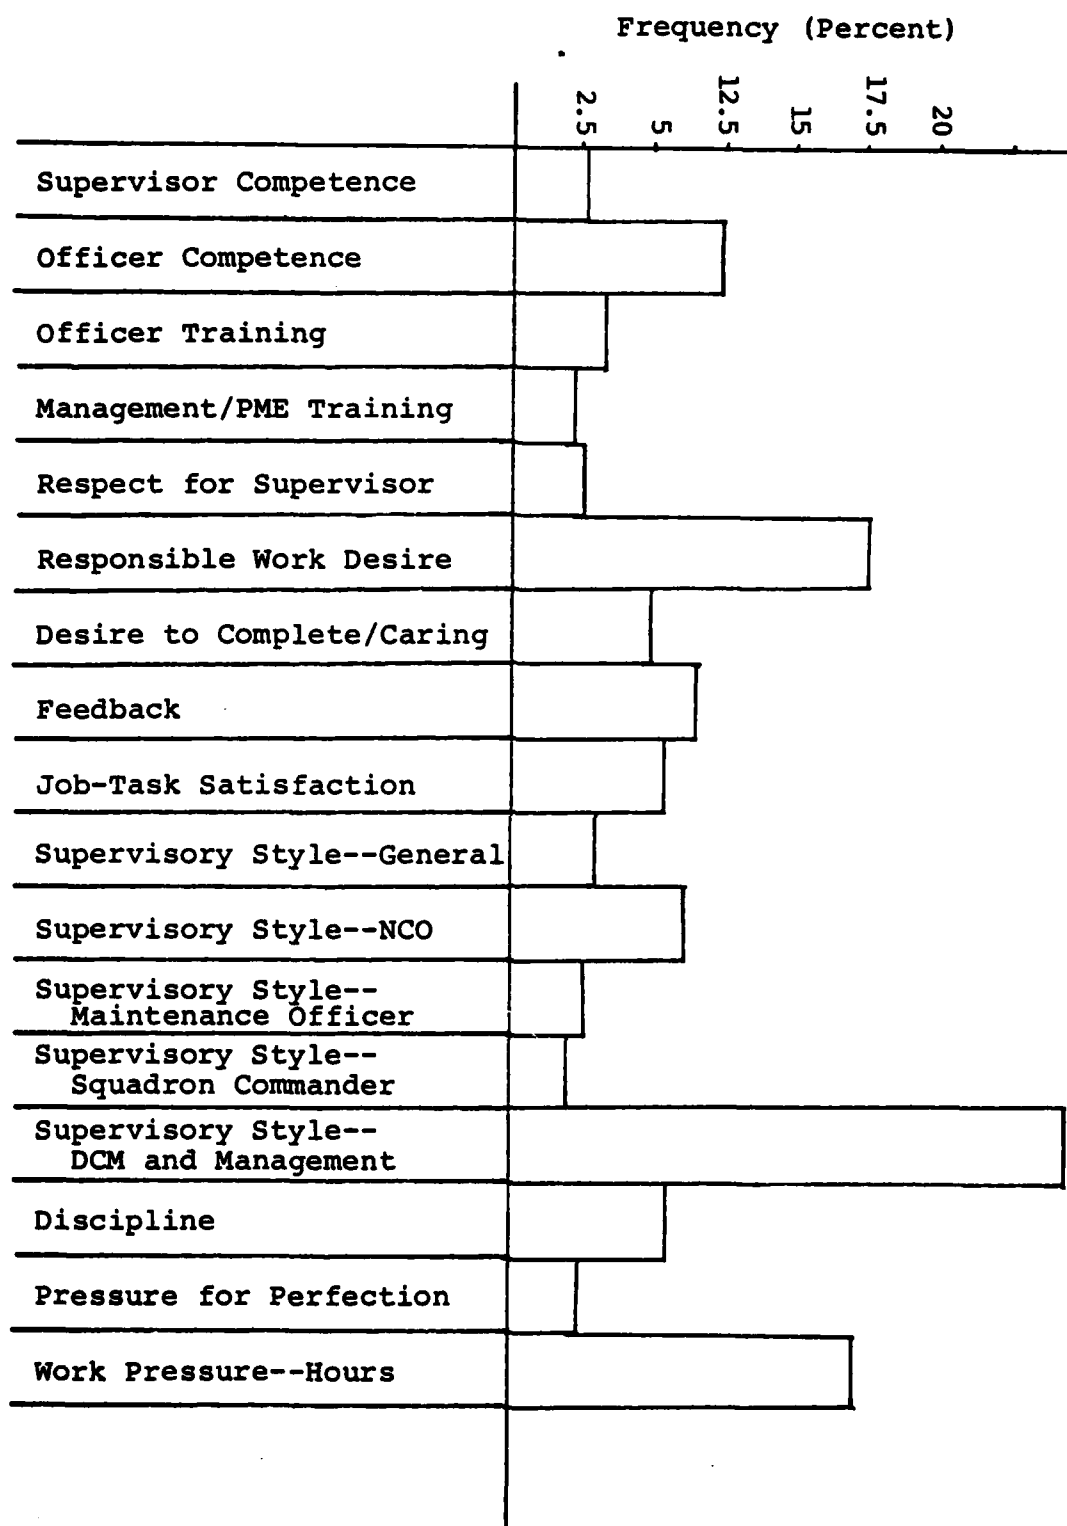 Frequency (Percent)
2.5
5
12.5
15
17.5
20
Supervisor Competence
Officer Competence
Officer Training
Management/PME Training
Respect for Supervisor
Responsible Work Desire
Desire to Complete/Caring
Feedback
Job-Task Satisfaction
Supervisory Style--General
Supervisory Style--NCO
Supervisory Style--
Maintenance Officer
Supervisory Style--
Squadron Commander
Supervisory Style--
DCM and Management
Discipline
Pressure for Perfection
Work Pressure--Hours